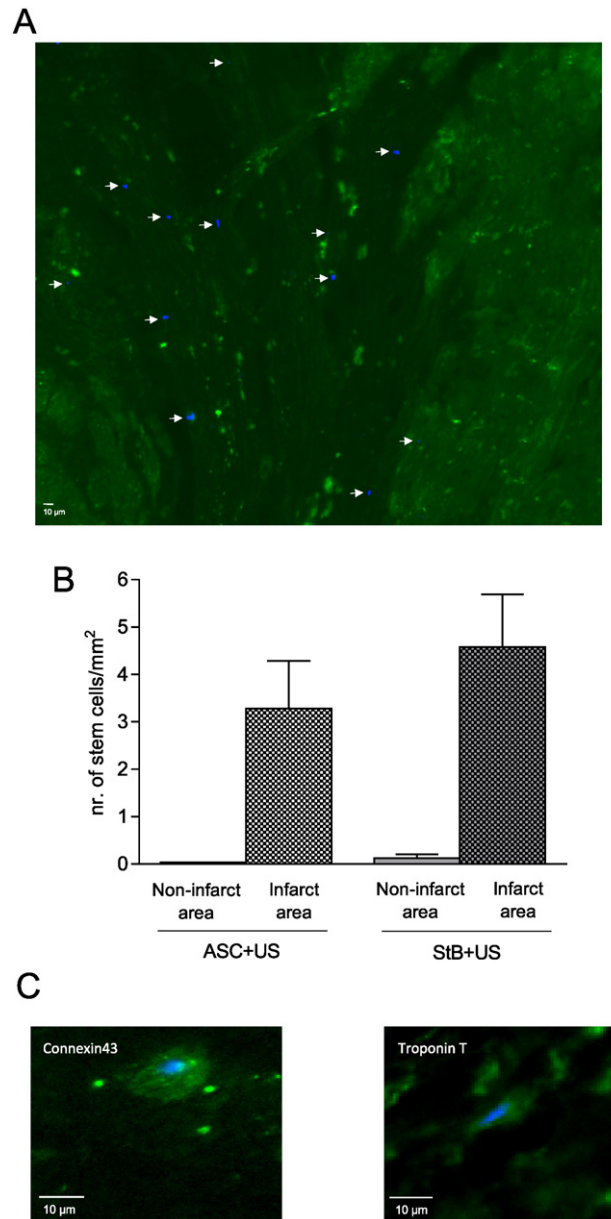 A
10 µm
B
nr. of stem cells/mm²
6
5
4
3
2
1
0
Non-infarct area
Infarct area
Non-infarct area
Infarct area
ASC+US
StB+US
C
Connexin43
10 µm
Troponin T
10 µm